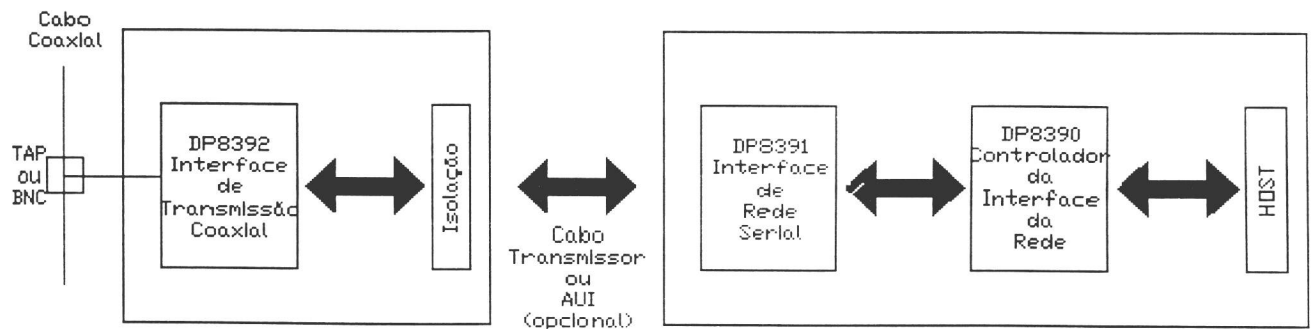 Cabo
Coaxial
TAP
ou
BNC
DP8392
Interface
de
Transmissão
Coaxial
Isolação
Cabo
Transmissor
ou
AUI
(opcional)
DP8391
Interface
de
Rede
Serial
DP8390
Controlador
da
Interface
da
Rede
HOST